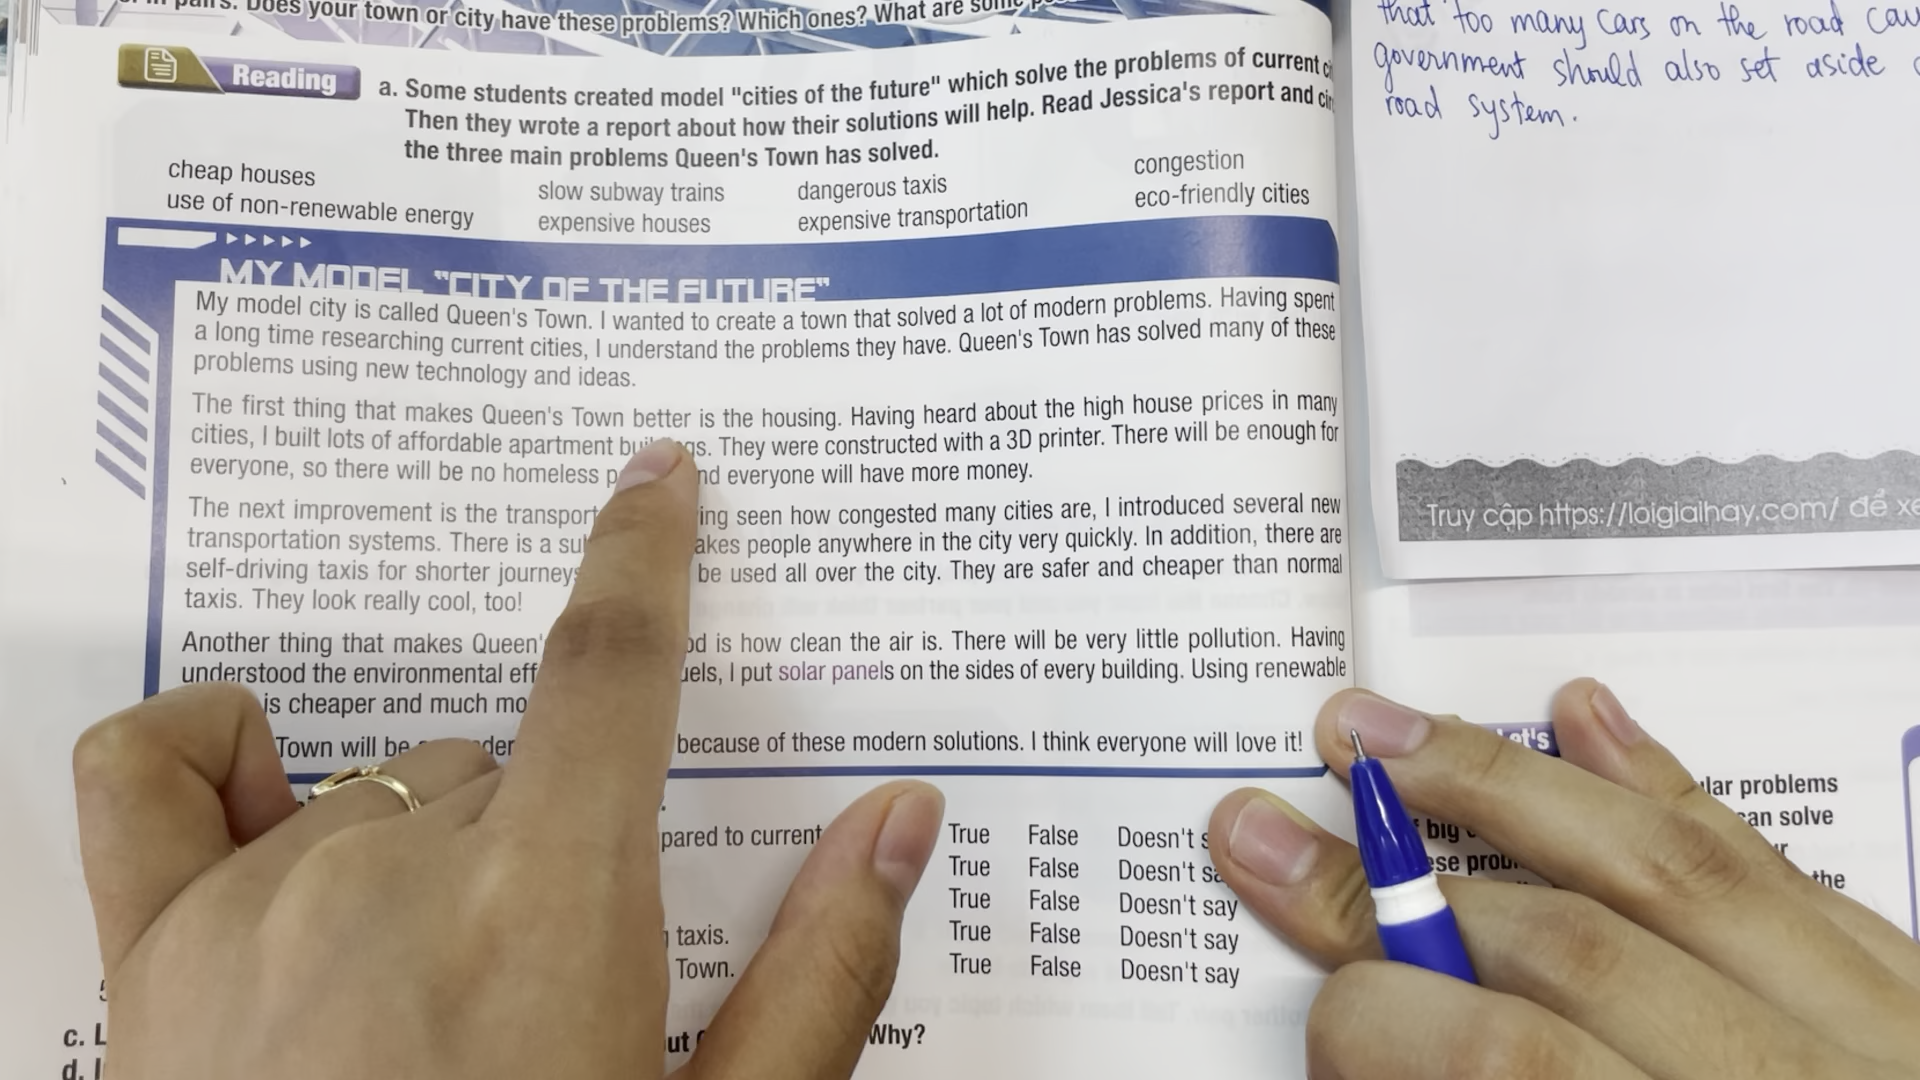 pairs. Does your town or city have these problems? Which ones? What are some
Reading
a. Some students created model "cities of the future" which solve the problems of current
Then they wrote a report about how their solutions will help. Read Jessica's report and
the three main problems Queen's Town has solved.
cheap houses slow subway trains dangerous taxis congestion
use of non-renewable energy expensive houses expensive transportation eco-friendly cities
MY MODEL "CITY OF THE FUTURE"
My model city is called Queen's Town. I wanted to create a town that solved a lot of modern problems. Having spent
a long time researching current cities, I understand the problems they have. Queen's Town has solved many of these
problems using new technology and ideas.
The first thing that makes Queen's Town better is the housing. Having heard about the high house prices in many
cities, I built lots of affordable apartment They were constructed with a 3D printer. There will be enough for
everyone, so there will be no homeless everyone will have more money.
The next improvement is the seen how congested many cities are, I introduced several new
transportation systems. There is a people anywhere in the city very quickly. In addition, there are
self-driving taxis for shorter be used all over the city. They are safer and cheaper than normal
taxis. They look really cool, too!
Another thing that makes is how clean the air is. There will be very little pollution. Having
understood the environmental I put solar panels on the sides of every building. Using renewable
is cheaper and much
Town will be because of these modern solutions. I think everyone will love it!
to current True False Doesn't
True False Doesn't
True False Doesn't say
taxis. True False Doesn't say
Town. True False Doesn't say
c.
Why?
d.
that too many cars on the road
government should also set aside
road system.
Truy cập https://loigiaihay.com/ để
problems
big can solve
the